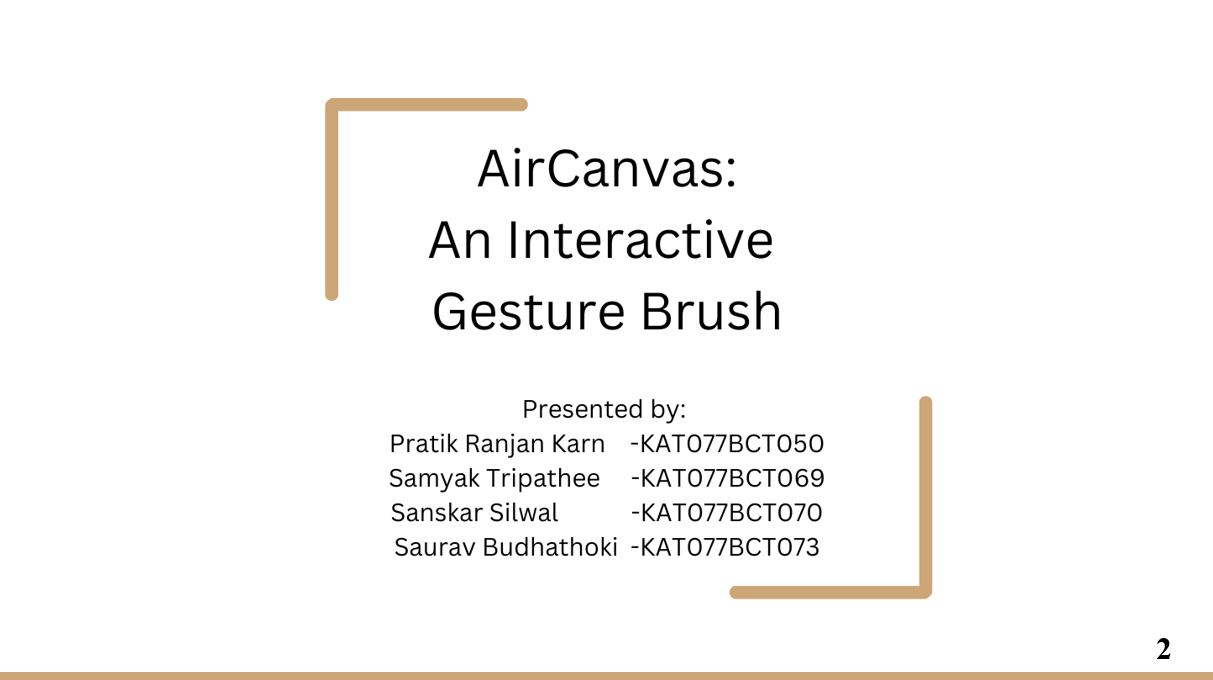 AirCanvas:
An Interactive
Gesture Brush
Presented by:
Pratik Ranjan Karn -KAT077BCT050
Samyak Tripathee -KAT077BCT069
Sanskar Silwal -KAT077BCT070
Saurav Budhathoki -KAT077BCT073
2